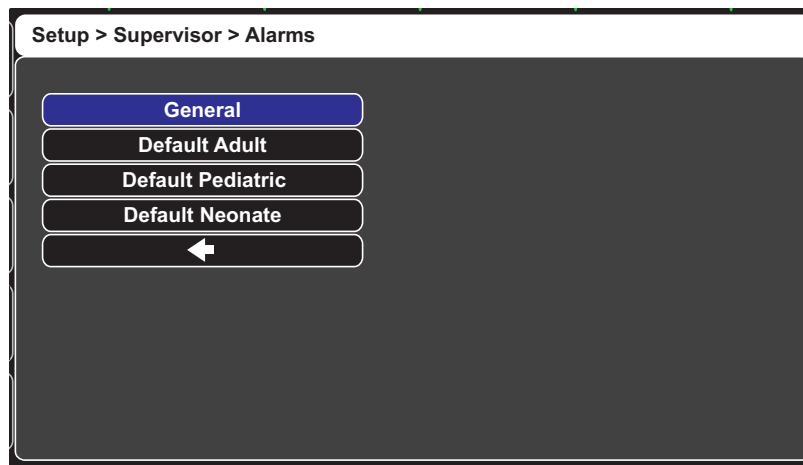 Setup > Supervisor > Alarms
General
Default Adult
Default Pediatric
Default Neonate